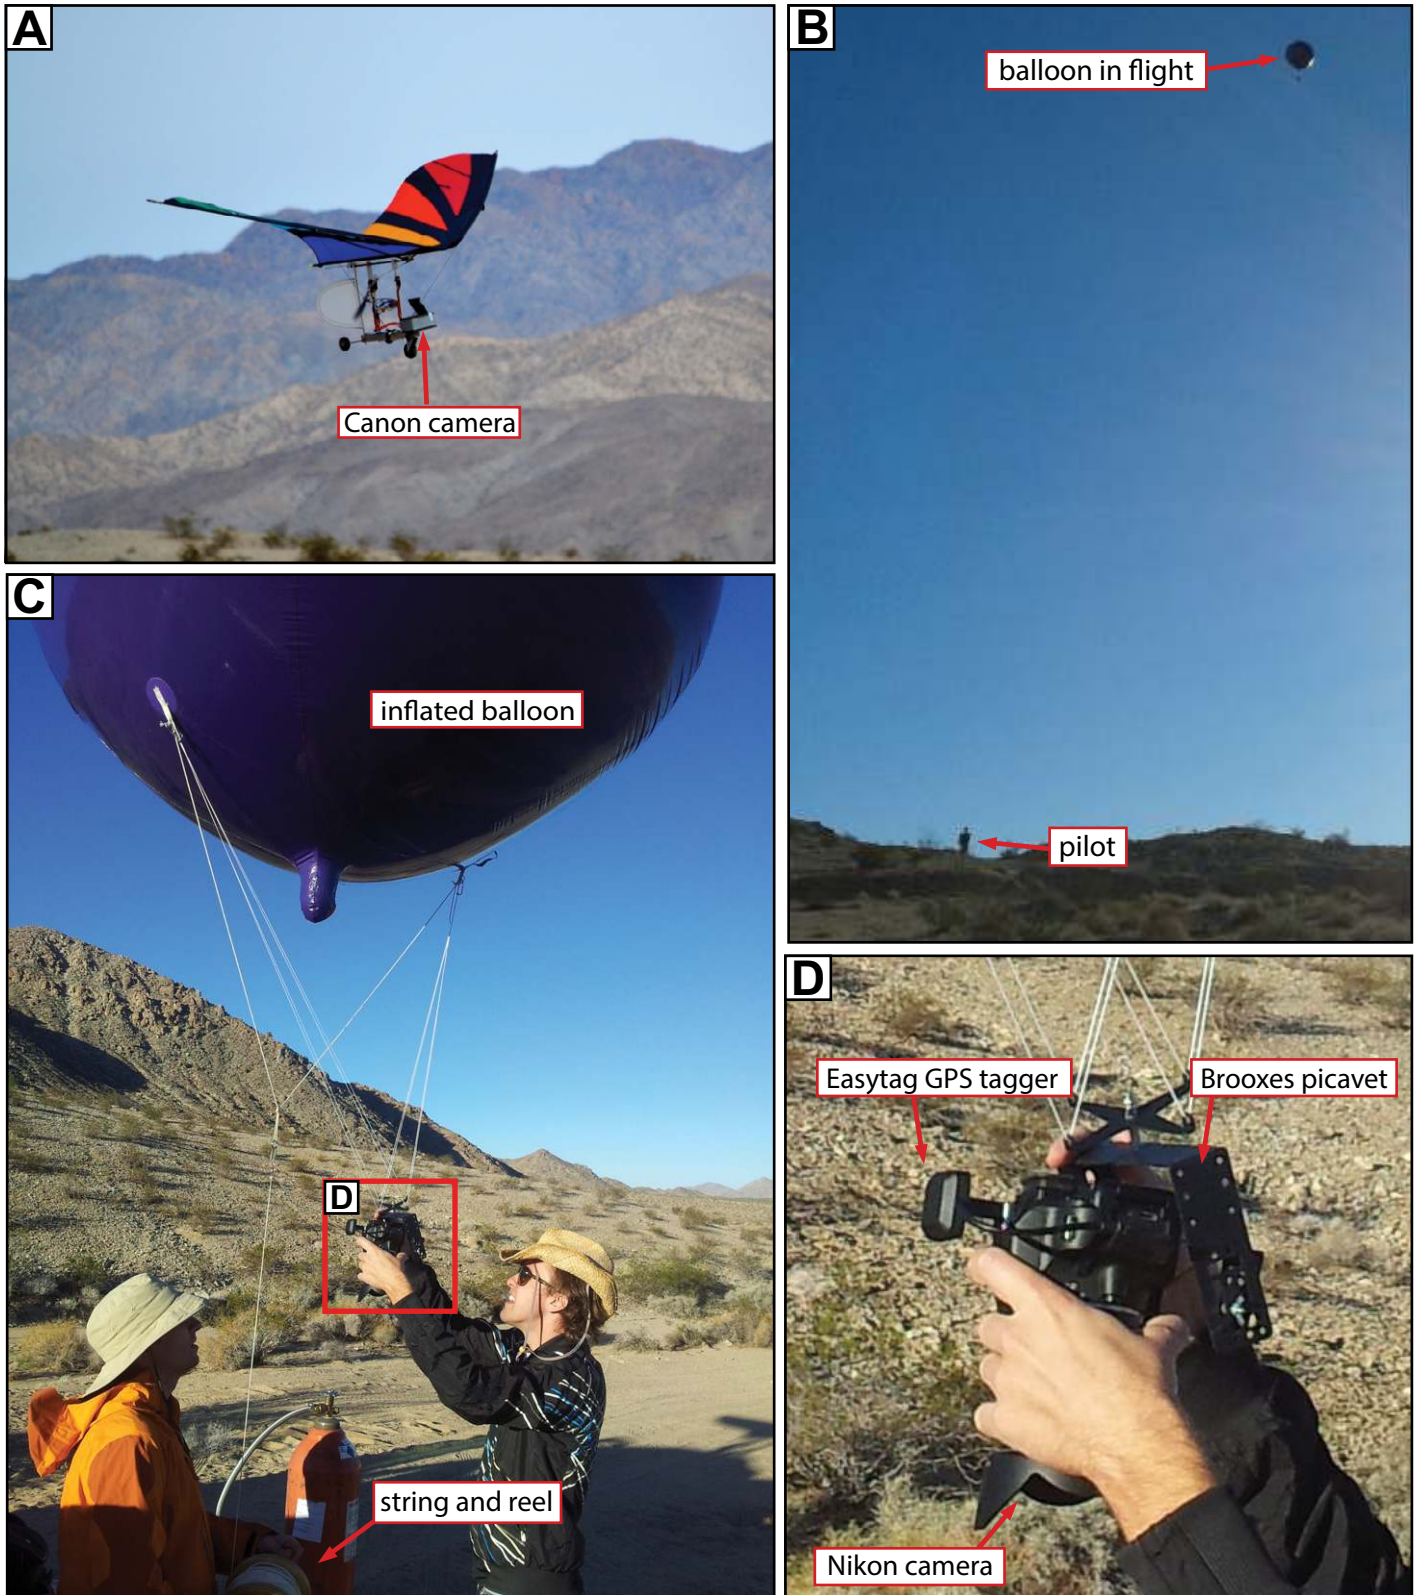 A
Canon camera
B
balloon in flight
pilot
C
inflated balloon
D
string and reel
D
Easytag GPS tagger
Brooxes picavet
Nikon camera